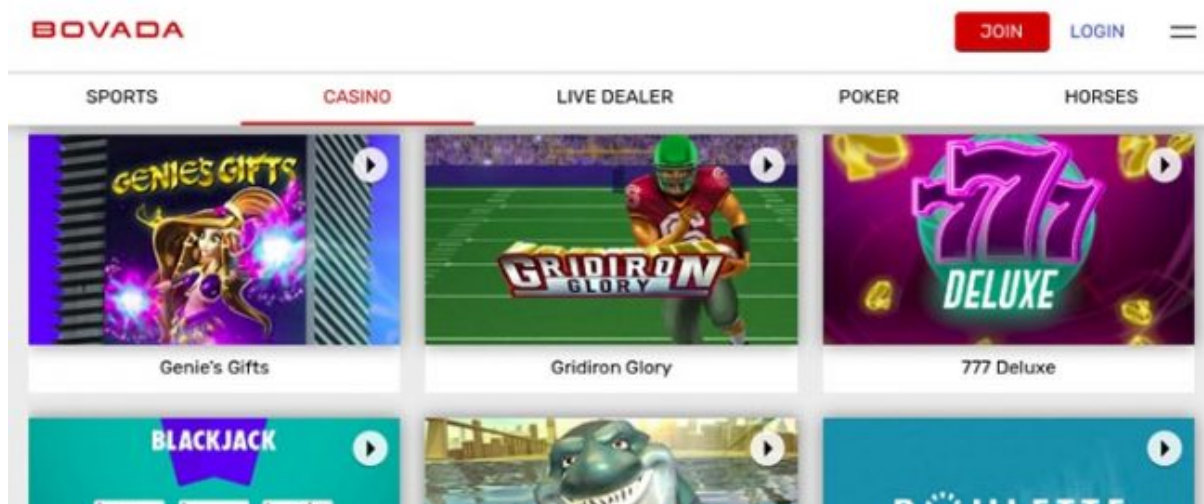 BOVADA
JOIN LOGIN
SPORTS CASINO LIVE DEALER POKER HORSES
GENIE'S GIFTS
GRIDIRON
GLORY
777
DELUXE
Genie's Gifts
Gridiron Glory
777 Deluxe
BLACKJACK